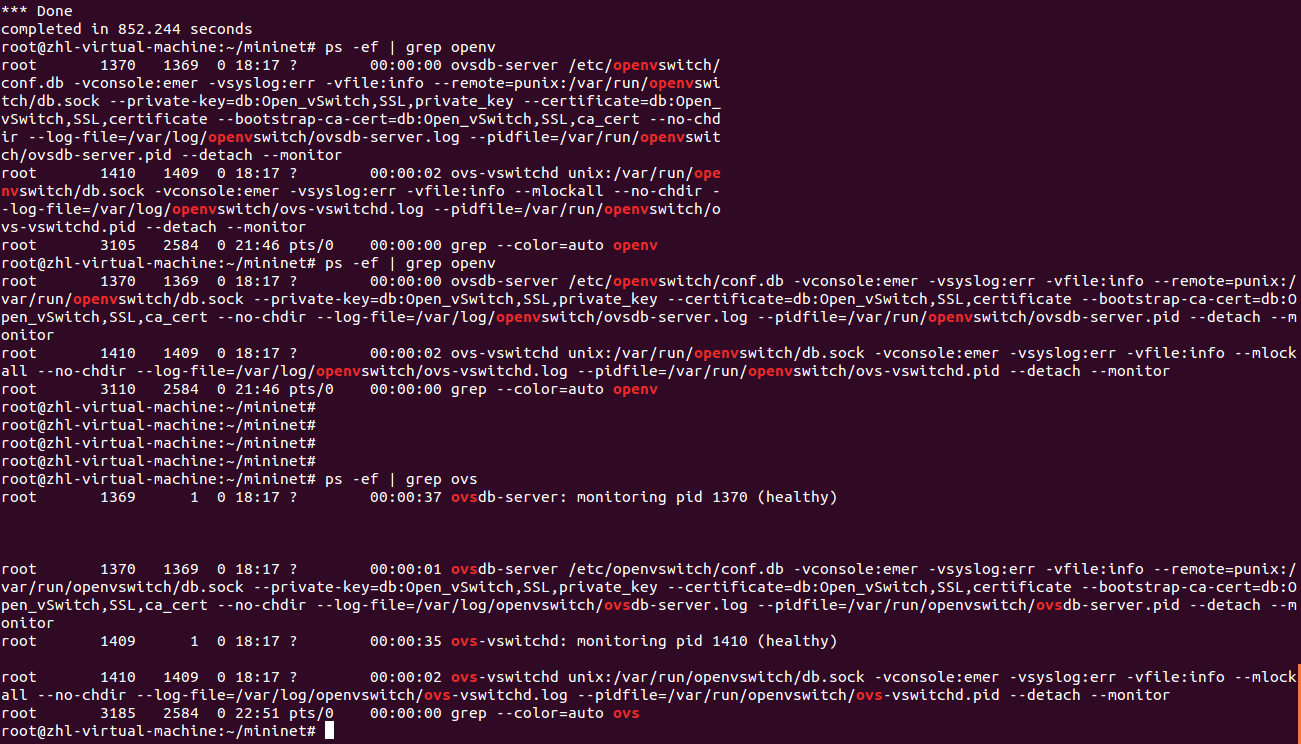 *** Done
completed in 852.244 seconds
root@zhl-virtual-machine:~/mininet# ps -ef | grep openv
root       1370   1369  0 18:17 ?        00:00:00 ovsdb-server /etc/openvswitch/
conf.db -vconsole:emer -vsyslog:err -vfile:info --remote=punix:/var/run/openvswi
tch/db.sock --private-key=db:Open_vSwitch,SSL,private_key --certificate=db:Open_
vSwitch,SSL,certificate --bootstrap-ca-cert=db:Open_vSwitch,SSL,ca_cert --no-chd
ir --log-file=/var/log/openvswitch/ovsdb-server.log --pidfile=/var/run/openvswit
ch/ovsdb-server.pid --detach --monitor
root       1410   1409  0 18:17 ?        00:00:02 ovs-vswitchd unix:/var/run/ope
nvswitch/db.sock -vconsole:emer -vsyslog:err -vfile:info --mlockall --no-chdir -
-log-file=/var/log/openvswitch/ovs-vswitchd.log --pidfile=/var/run/openvswitch/o
vs-vswitchd.pid --detach --monitor
root       3105   2584  0 21:46 pts/0    00:00:00 grep --color=auto openv
root@zhl-virtual-machine:~/mininet# ps -ef | grep openv
root       1370   1369  0 18:17 ?        00:00:00 ovsdb-server /etc/openvswitch/conf.db -vconsole:emer -vsyslog:err -vfile:info --remote=punix:/
var/run/openvswitch/db.sock --private-key=db:Open_vSwitch,SSL,private_key --certificate=db:Open_vSwitch,SSL,certificate --bootstrap-ca-cert=db:O
pen_vSwitch,SSL,ca_cert --no-chdir --log-file=/var/log/openvswitch/ovsdb-server.log --pidfile=/var/run/openvswitch/ovsdb-server.pid --detach --m
onitor
root       1410   1409  0 18:17 ?        00:00:02 ovs-vswitchd unix:/var/run/openvswitch/db.sock -vconsole:emer -vsyslog:err -vfile:info --mlock
all --no-chdir --log-file=/var/log/openvswitch/ovs-vswitchd.log --pidfile=/var/run/openvswitch/ovs-vswitchd.pid --detach --monitor
root       3110   2584  0 21:46 pts/0    00:00:00 grep --color=auto openv
root@zhl-virtual-machine:~/mininet#
root@zhl-virtual-machine:~/mininet#
root@zhl-virtual-machine:~/mininet#
root@zhl-virtual-machine:~/mininet#
root@zhl-virtual-machine:~/mininet# ps -ef | grep ovs
root       1369      1  0 18:17 ?        00:00:37 ovsdb-server: monitoring pid 1370 (healthy)
root       1370   1369  0 18:17 ?        00:00:01 ovsdb-server /etc/openvswitch/conf.db -vconsole:emer -vsyslog:err -vfile:info --remote=punix:/
var/run/openvswitch/db.sock --private-key=db:Open_vSwitch,SSL,private_key --certificate=db:Open_vSwitch,SSL,certificate --bootstrap-ca-cert=db:O
pen_vSwitch,SSL,ca_cert --no-chdir --log-file=/var/log/openvswitch/ovsdb-server.log --pidfile=/var/run/openvswitch/ovsdb-server.pid --detach --m
onitor
root       1409      1  0 18:17 ?        00:00:35 ovs-vswitchd: monitoring pid 1410 (healthy)
root       1410   1409  0 18:17 ?        00:00:02 ovs-vswitchd unix:/var/run/openvswitch/db.sock -vconsole:emer -vsyslog:err -vfile:info --mlock
all --no-chdir --log-file=/var/log/openvswitch/ovs-vswitchd.log --pidfile=/var/run/openvswitch/ovs-vswitchd.pid --detach --monitor
root       3185   2584  0 22:51 pts/0    00:00:00 grep --color=auto ovs
root@zhl-virtual-machine:~/mininet#